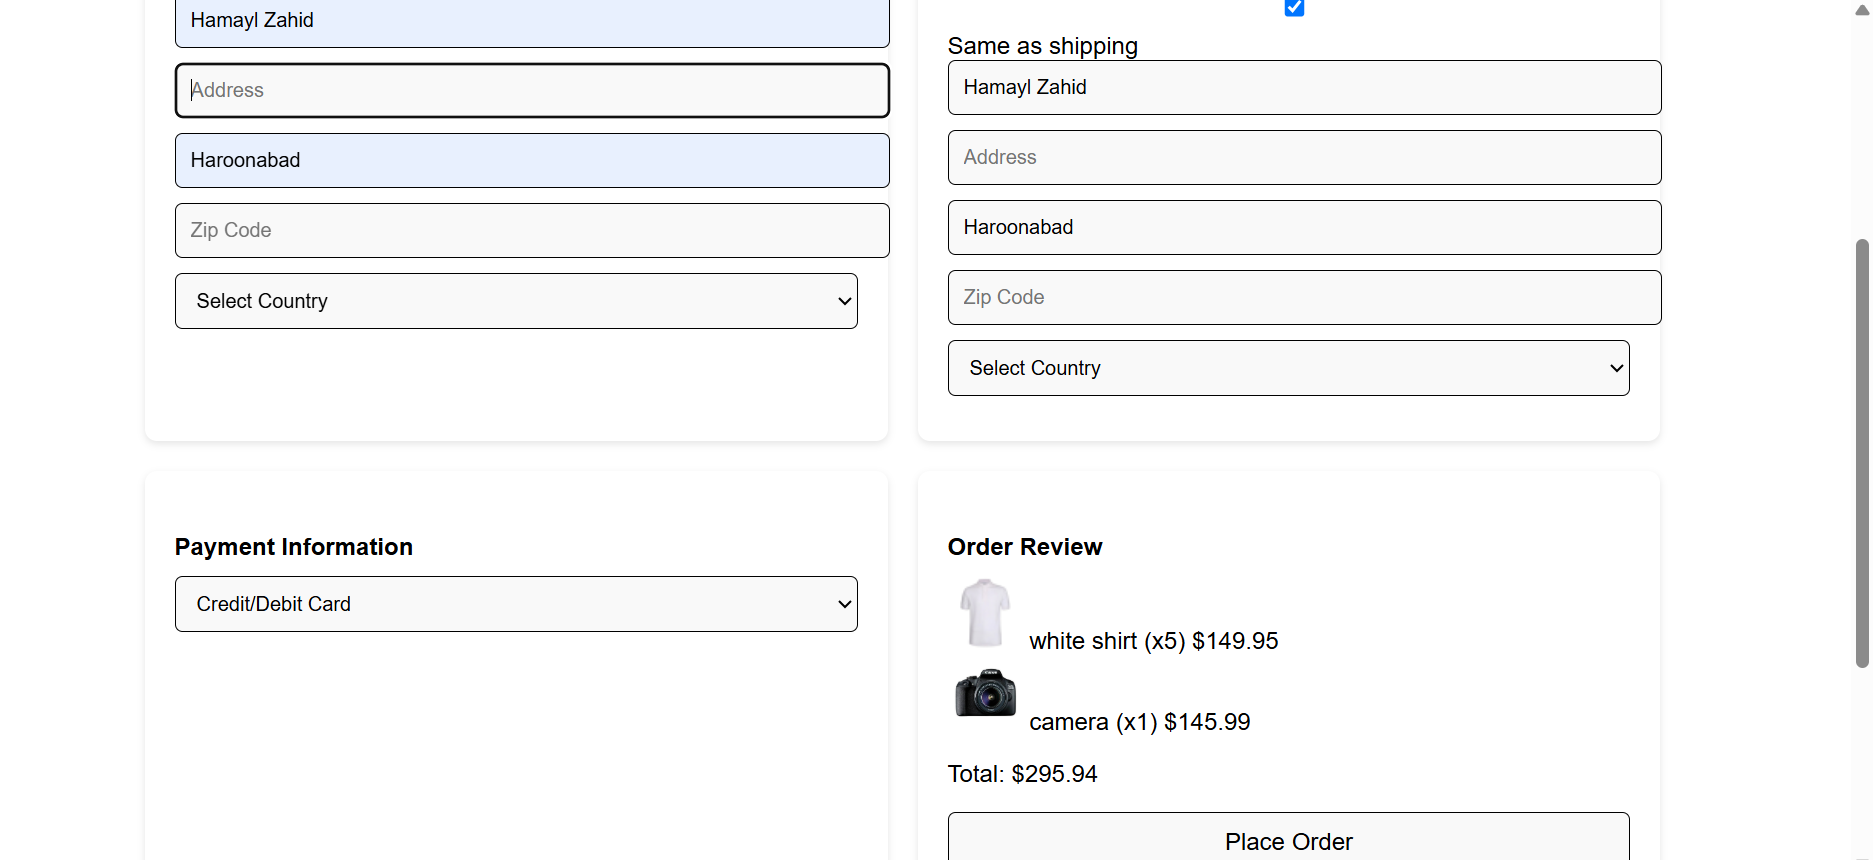 Hamayl Zahid
Address
Haroonabad
Zip Code
Select Country
Same as shipping
Hamayl Zahid
Address
Haroonabad
Zip Code
Select Country
Payment Information
Credit/Debit Card
Order Review
white shirt (x5) $149.95
camera (x1) $145.99
Total: $295.94
Place Order